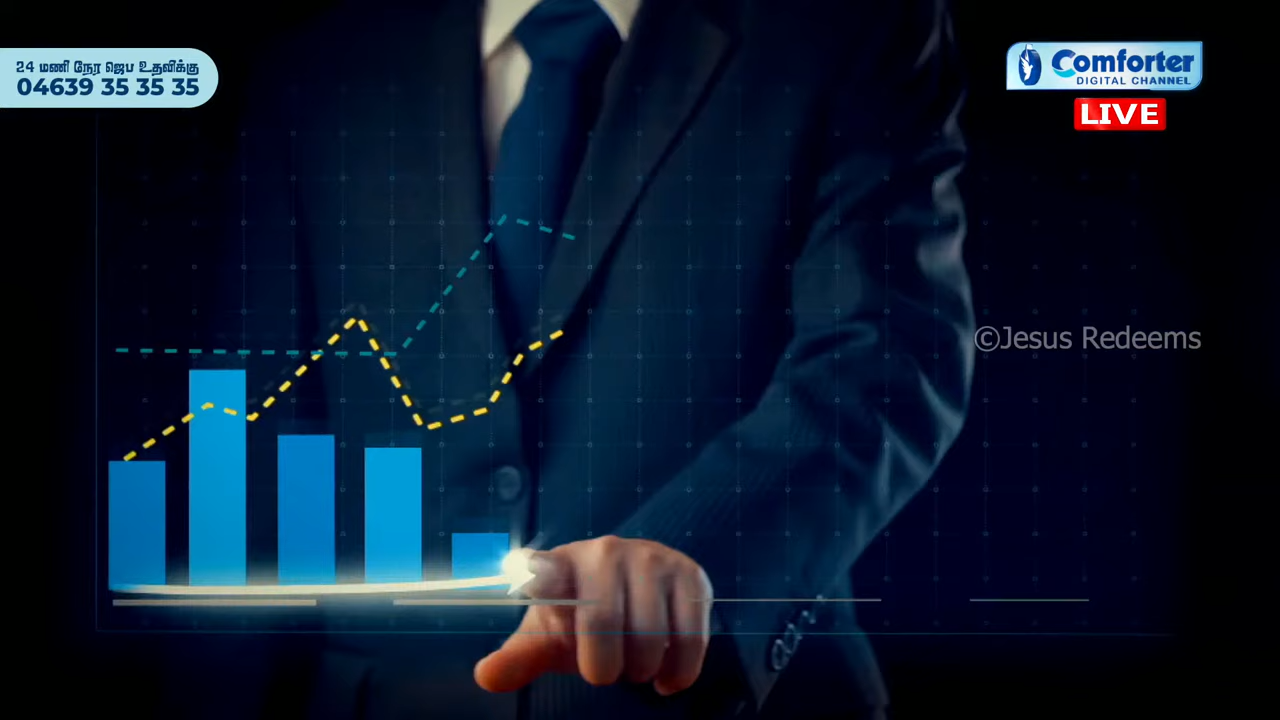 24 மணி நேர ஜெப உதவிக்கு
04639 35 35 35
Comforter
DIGITAL CHANNEL
LIVE
©Jesus Redeems